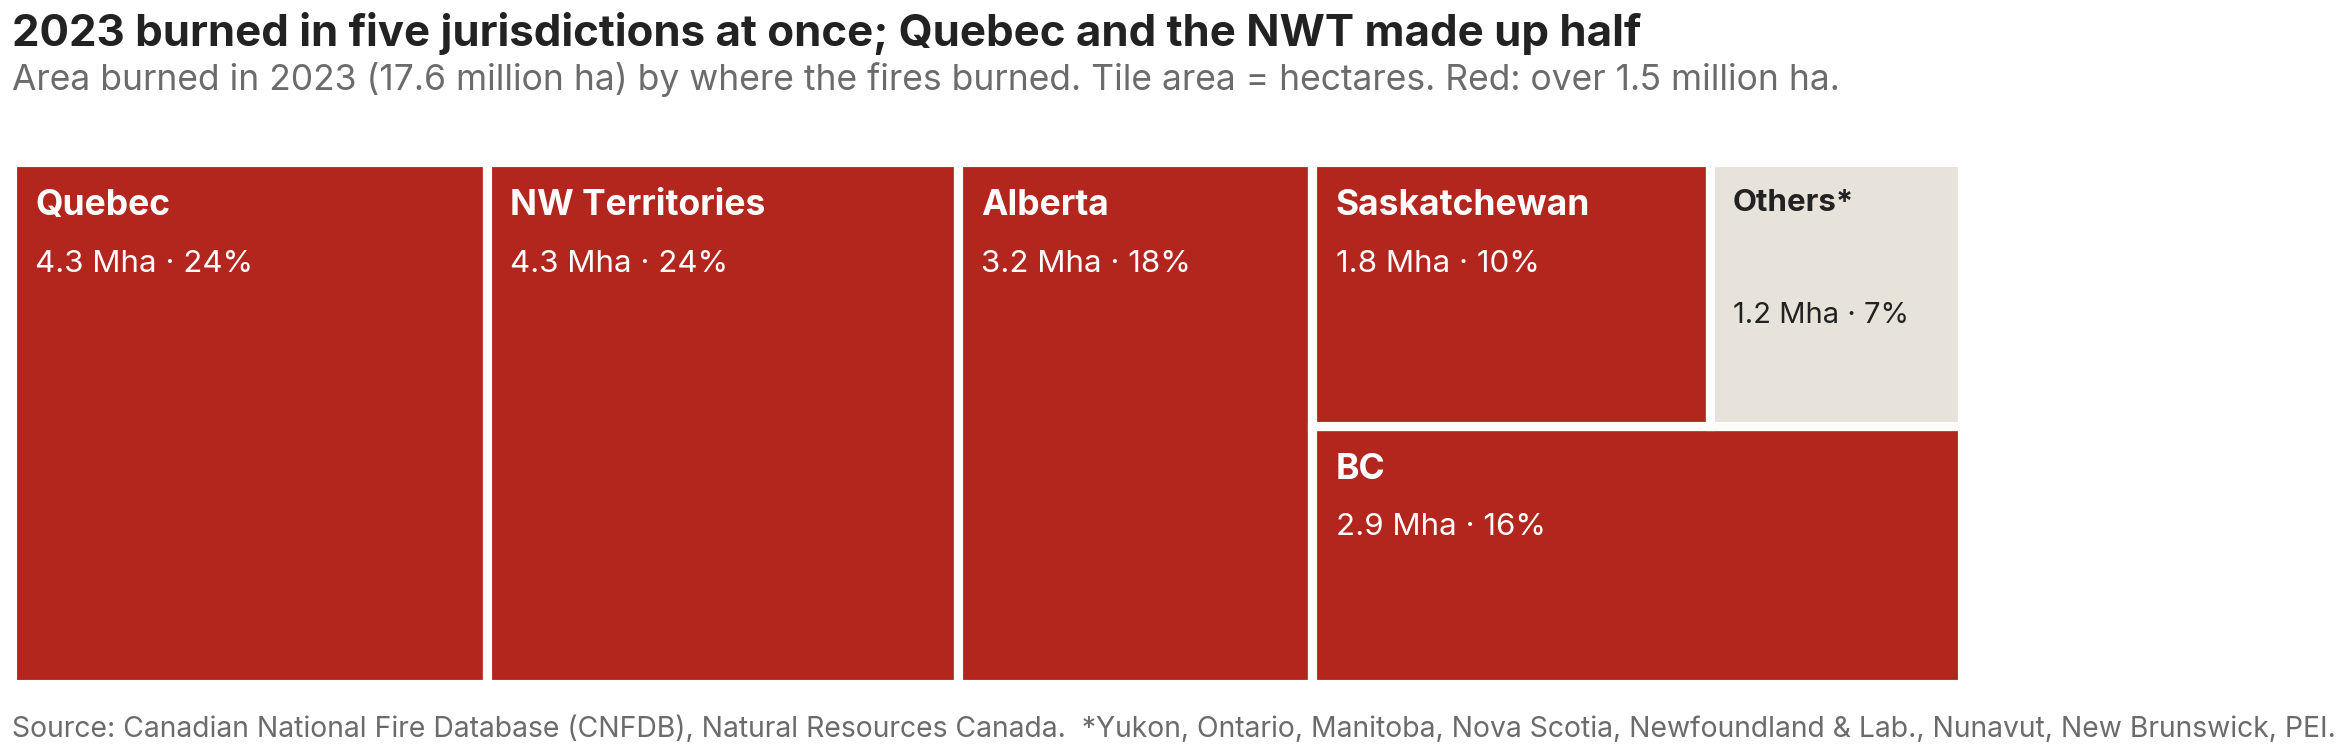 2023 burned in five jurisdictions at once; Quebec and the NWT made up half
Area burned in 2023 (17.6 million ha) by where the fires burned. Tile area = hectares. Red: over 1.5 million ha.
Quebec
4.3 Mha · 24%
NW Territories
4.3 Mha · 24%
Alberta
3.2 Mha · 18%
Saskatchewan
1.8 Mha · 10%
Others*
1.2 Mha · 7%
BC
2.9 Mha · 16%
Source: Canadian National Fire Database (CNFDB), Natural Resources Canada.  *Yukon, Ontario, Manitoba, Nova Scotia, Newfoundland & Lab., Nunavut, New Brunswick, PEI.